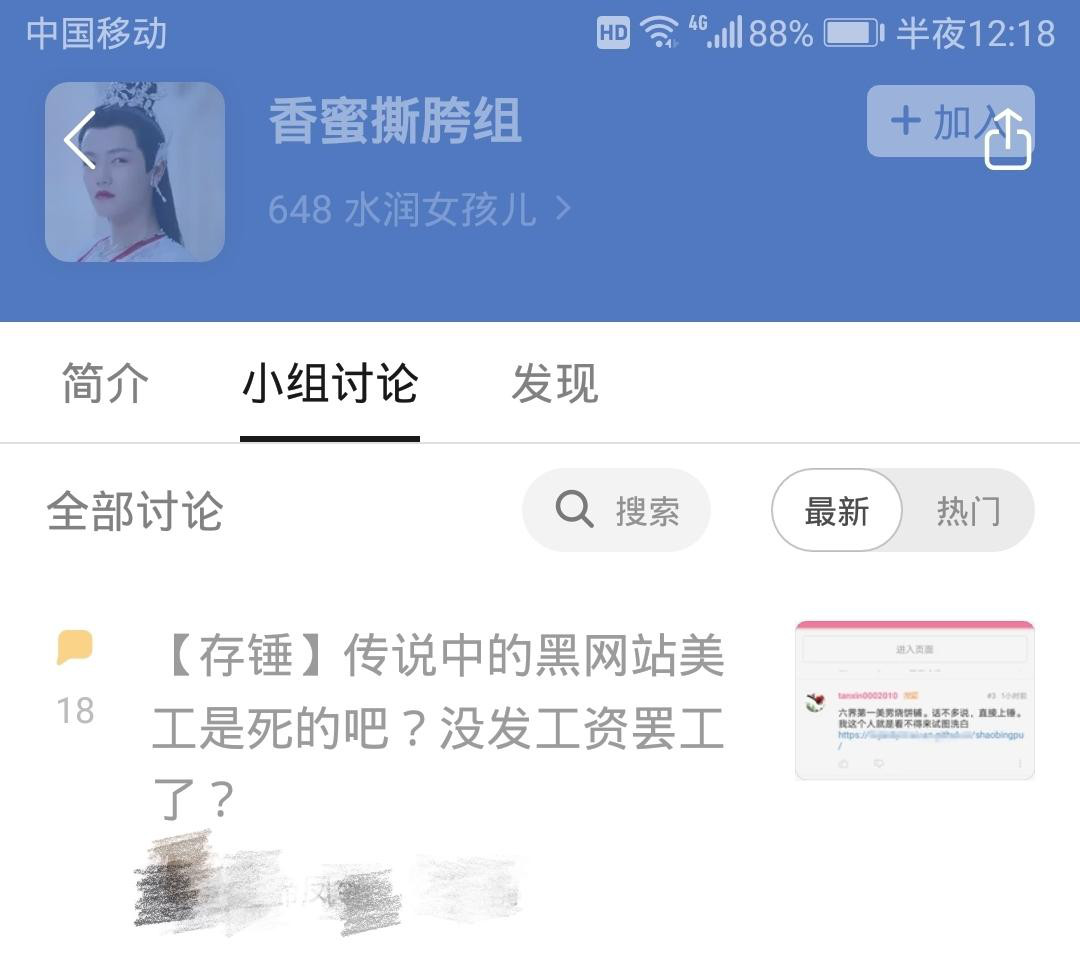 中国移动 HD 4G 88% 半夜12:18
香蜜撕胯组
+ 加入
648 水润女孩儿 >
简介 小组讨论 发现
全部讨论 搜索 最新 热门
【存锤】传说中的黑网站美
工是死的吧？没发工资罢工
了？
18
进入页面
tanxin0002010 #3 1小时前
六界第一美男烧饼铺。话不多说，直接上锤。
我这个人就是看不得来试图洗白
/shaobingpu
/